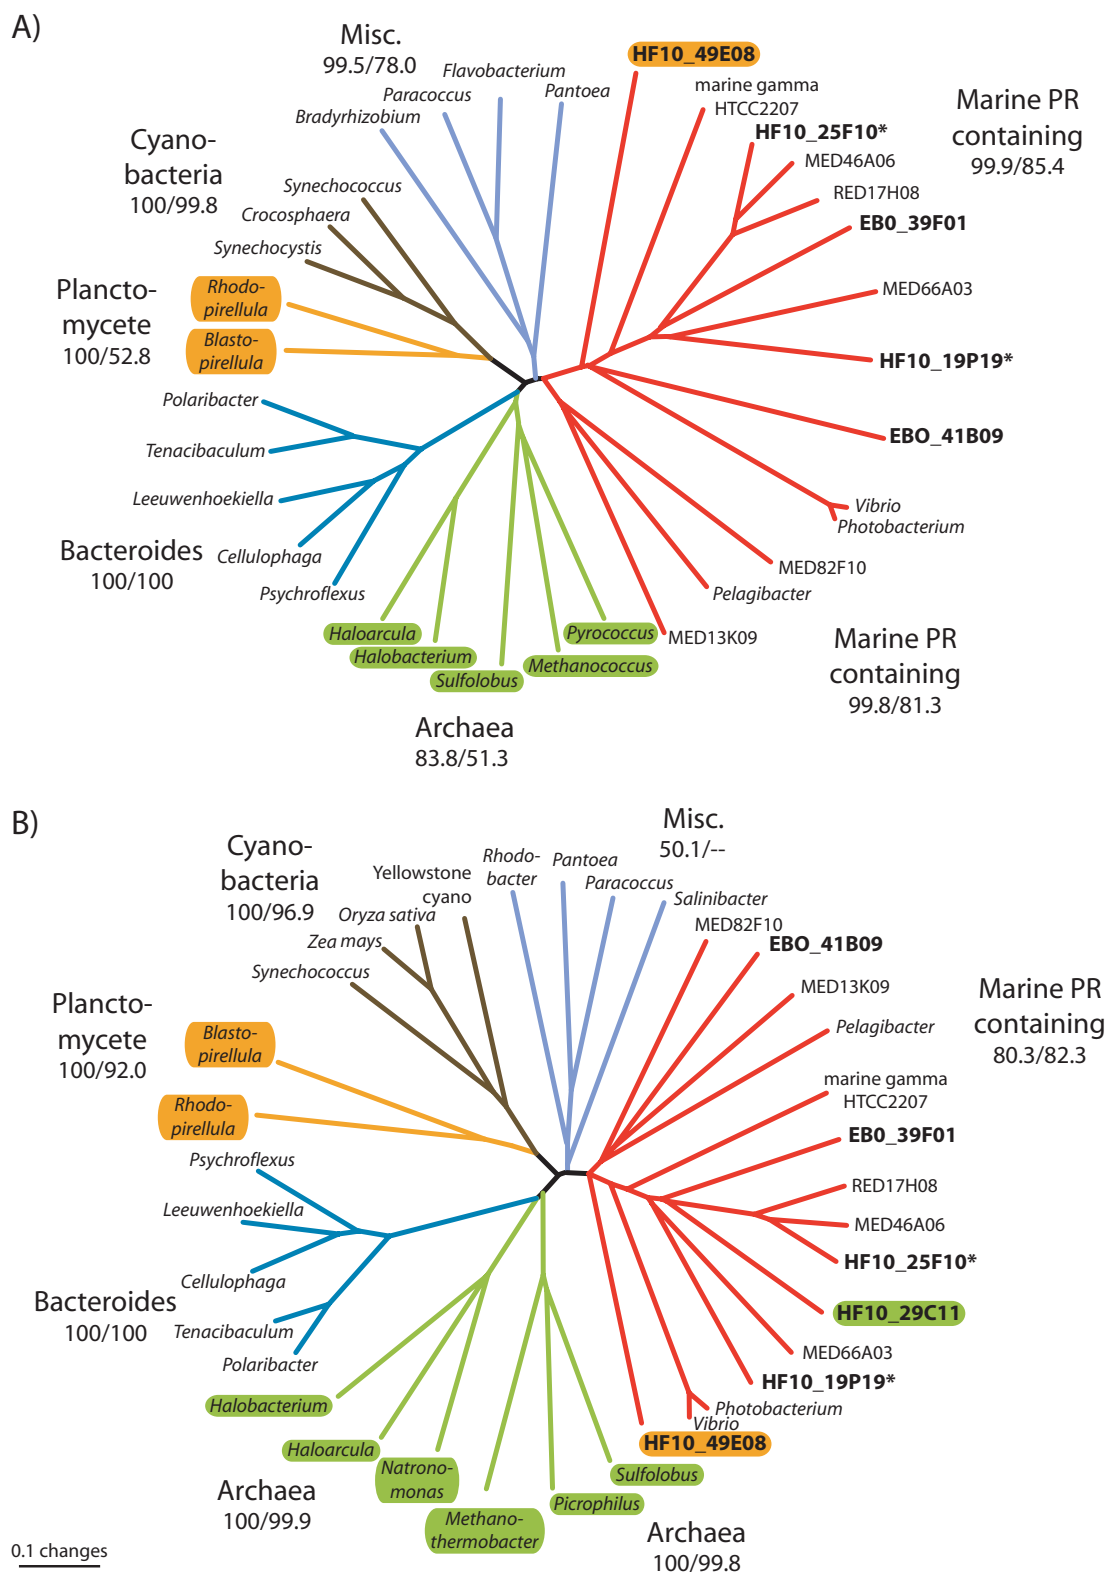 A)
Misc.
99.5/78.0
Flavobacterium
Paracoccus
Pantoea
Bradyrhizobium
HF10_49E08
marine gamma
HTCC2207
HF10_25F10*
MED46A06
RED17H08
EB0_39F01
Marine PR
containing
99.9/85.4
Cyano-
bacteria
100/99.8
Synechococcus
Crocosphaera
Synechocystis
Plancto-
mycete
100/52.8
Rhodo-
pirellula
Blasto-
pirellula
MED66A03
HF10_19P19*
EBO_41B09
Vibrio
Photobacterium
MED82F10
Pelagibacter
MED13K09
Marine PR
containing
99.8/81.3
Polaribacter
Tenacibaculum
Leeuwenhoekiella
Bacteroides
100/100
Cellulophaga
Psychroflexus
Haloarcula
Halobacterium
Sulfolobus
Methanococcus
Pyrococcus
Archaea
83.8/51.3
B)
Misc.
50.1/--
Cyano-
bacteria
100/96.9
Yellowstone
cyano
Oryza sativa
Zea mays
Synechococcus
Rhodo-
bacter
Pantoea
Paracoccus
Salinibacter
MED82F10
EBO_41B09
MED13K09
Pelagibacter
Marine PR
containing
80.3/82.3
marine gamma
HTCC2207
EB0_39F01
RED17H08
MED46A06
HF10_25F10*
HF10_29C11
MED66A03
HF10_19P19*
Photobacterium
Vibrio
HF10_49E08
Plancto-
mycete
100/92.0
Blasto-
pirellula
Rhodo-
pirellula
Psychroflexus
Leeuwenhoekiella
Cellulophaga
Bacteroides
100/100
Tenacibaculum
Polaribacter
Halobacterium
Haloarcula
Natrono-
monas
Archaea
100/99.9
Methano-
thermobacter
Picrophilus
Sulfolobus
Archaea
100/99.8
0.1 changes